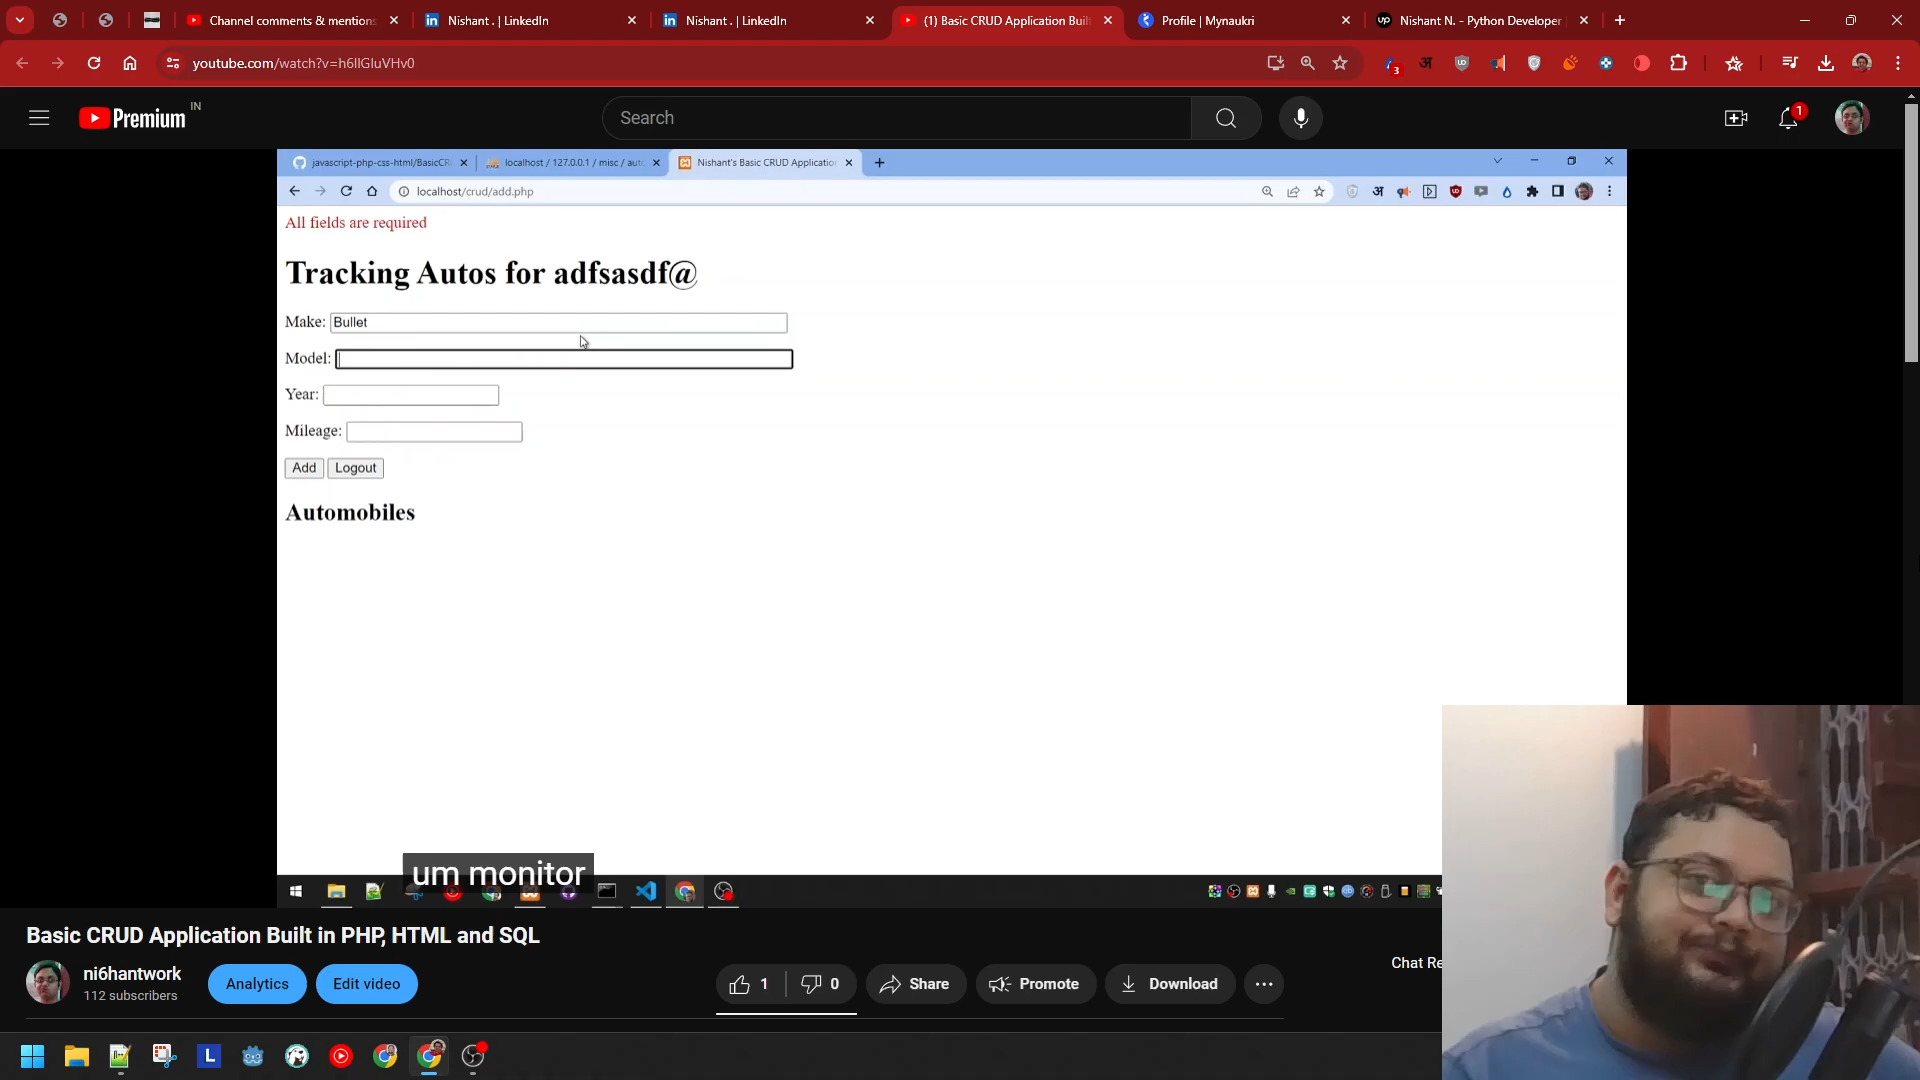 Channel comments & mentions
Nishant . | LinkedIn
Nishant . | LinkedIn
(1) Basic CRUD Application Buil
Profile | Mynaukri
Nishant N. - Python Developer
youtube.com/watch?v=h6llGluVHv0
3
Premium
IN
Search
1
javascript-php-css-html/BasicCR
localhost / 127.0.0.1 / misc / aut
Nishant's Basic CRUD Application
localhost/crud/add.php
All fields are required
Tracking Autos for adfsasdf@
Make: Bullet
Model:
Year:
Mileage:
Add Logout
Automobiles
um monitor
Basic CRUD Application Built in PHP, HTML and SQL
ni6hantwork
112 subscribers
Analytics
Edit video
1
0
Share
Promote
Download
Chat Re